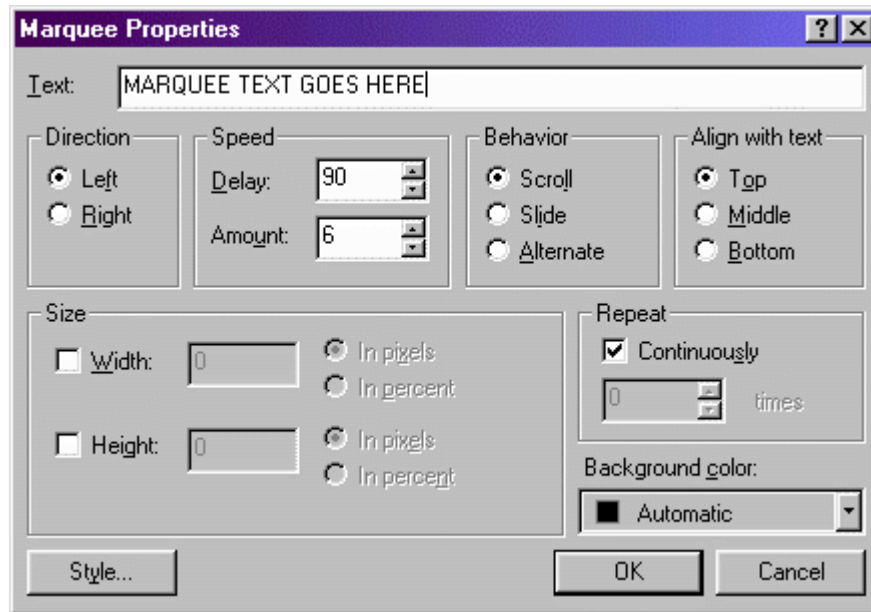 Marquee Properties
Text: MARQUEE TEXT GOES HERE
Direction
Left
Right
Speed
Delay: 90
Amount: 6
Behavior
Scroll
Slide
Alternate
Align with text
Top
Middle
Bottom
Size
Width: 0
In pixels
In percent
Height: 0
In pixels
In percent
Repeat
Continuously
0 times
Background color:
Automatic
Style...
OK
Cancel